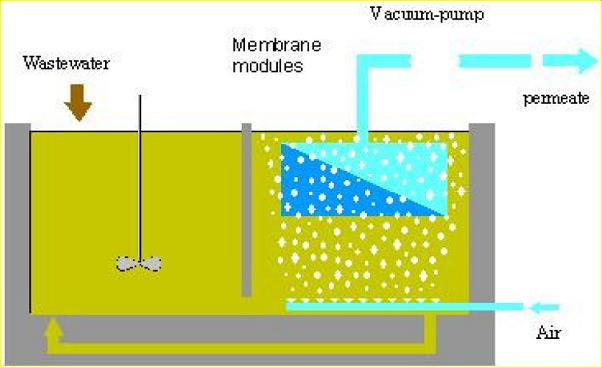 Vacuum-pump
Membrane
modules
Wastewater
permeate
Air